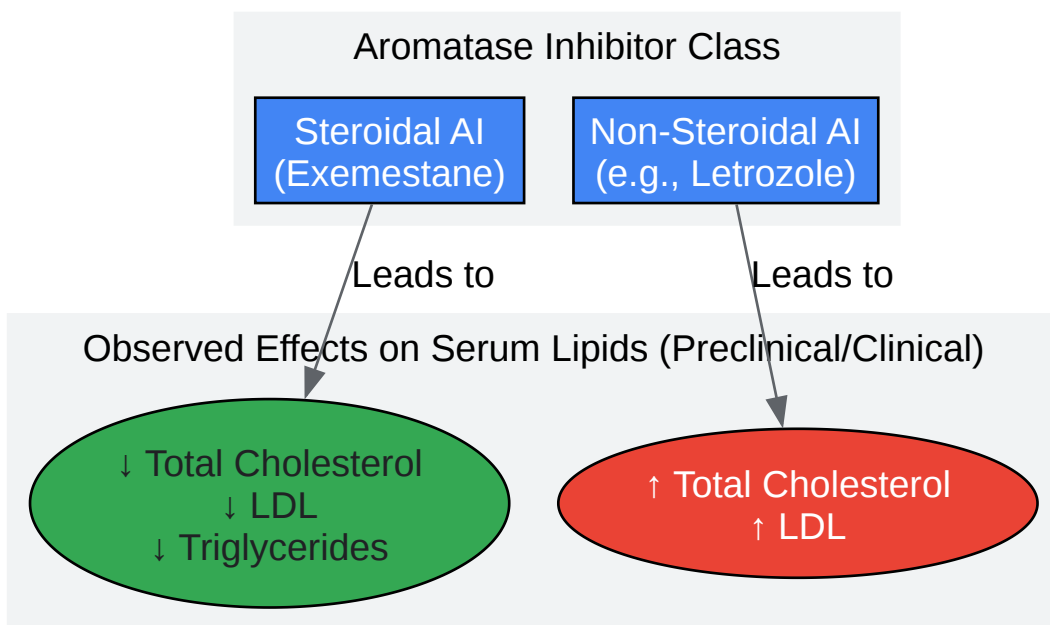 Aromatase Inhibitor Class
Steroidal AI
(Exemestane)
Non-Steroidal AI
(e.g., Letrozole)
Leads to
Leads to
Observed Effects on Serum Lipids (Preclinical/Clinical)
↓ Total Cholesterol
↓ LDL
↓ Triglycerides
↑ Total Cholesterol
↑ LDL